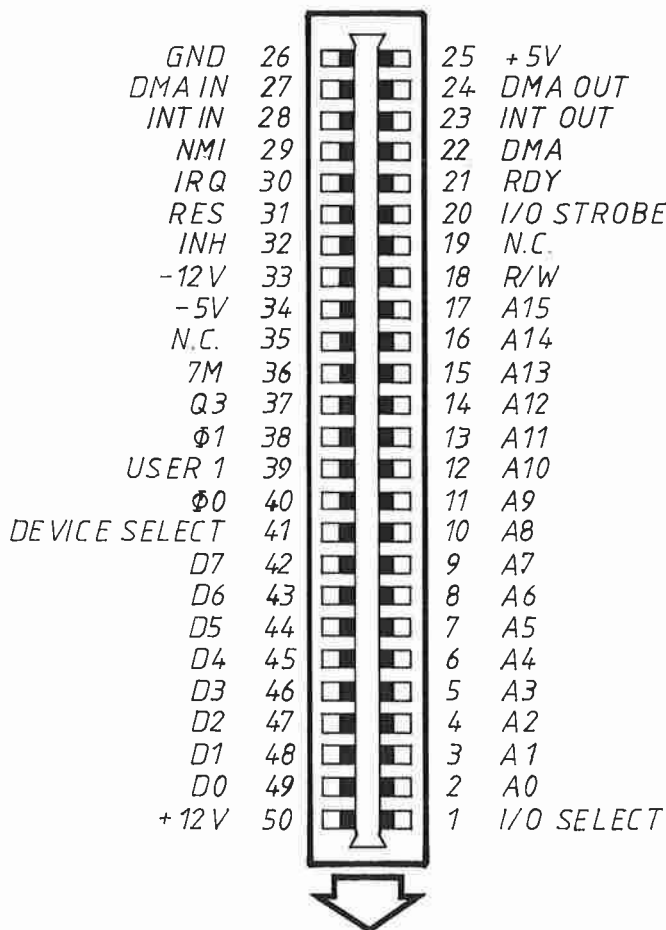 GND 26 25 +5V
DMA IN 27 24 DMA OUT
INT IN 28 23 INT OUT
NMI 29 22 DMA
IRQ 30 21 RDY
RES 31 20 I/O STROBE
INH 32 19 N.C.
-12V 33 18 R/W
-5V 34 17 A15
N.C. 35 16 A14
7M 36 15 A13
Q3 37 14 A12
Φ1 38 13 A11
USER 1 39 12 A10
Φ0 40 11 A9
DEVICE SELECT 41 10 A8
D7 42 9 A7
D6 43 8 A6
D5 44 7 A5
D4 45 6 A4
D3 46 5 A3
D2 47 4 A2
D1 48 3 A1
D0 49 2 A0
+12V 50 1 I/O SELECT